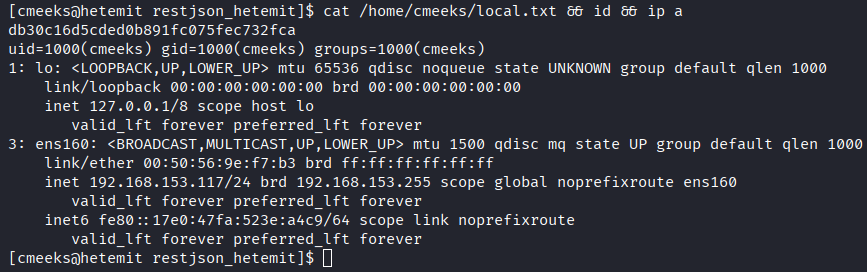 [cmeeks@hetemit restjson_hetemit]$ cat /home/cmeeks/local.txt && id && ip a
db30c16d5cded0b891fc075fec732fca
uid=1000(cmeeks) gid=1000(cmeeks) groups=1000(cmeeks)
1: lo: <LOOPBACK,UP,LOWER_UP> mtu 65536 qdisc noqueue state UNKNOWN group default qlen 1000
    link/loopback 00:00:00:00:00:00 brd 00:00:00:00:00:00
    inet 127.0.0.1/8 scope host lo
       valid_lft forever preferred_lft forever
3: ens160: <BROADCAST,MULTICAST,UP,LOWER_UP> mtu 1500 qdisc mq state UP group default qlen 1000
    link/ether 00:50:56:9e:f7:b3 brd ff:ff:ff:ff:ff:ff
    inet 192.168.153.117/24 brd 192.168.153.255 scope global noprefixroute ens160
       valid_lft forever preferred_lft forever
    inet6 fe80::17e0:47fa:523e:a4c9/64 scope link noprefixroute
       valid_lft forever preferred_lft forever
[cmeeks@hetemit restjson_hetemit]$